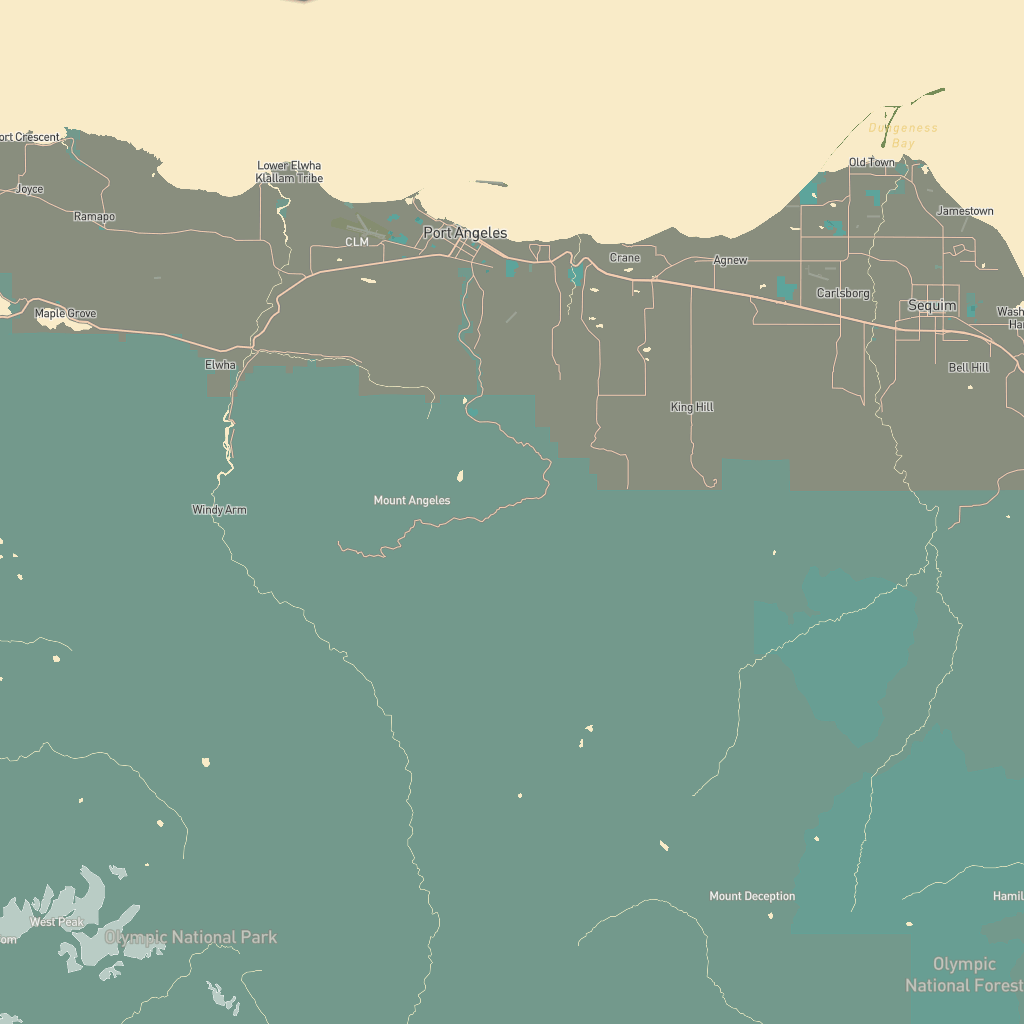 Dungeness
Bay
ort Crescent
Old Town
Lower Elwha
Klallam Tribe
Joyce
Ramapo
Jamestown
Port Angeles
CLM
Crane
Agnew
Carlsborg
Sequim
Maple Grove
Wash
Har
Elwha
Bell Hill
King Hill
Mount Angeles
Windy Arm
Mount Deception
Hamil
West Peak
om
Olympic National Park
Olympic
National Forest